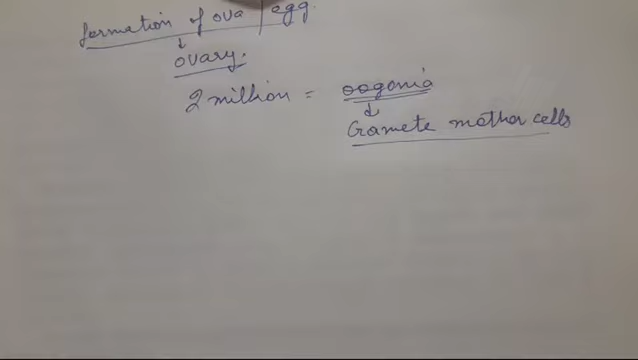 formation of ova / egg.
↓
ovary.
2 million = oogonia
↓
Gamete mother cells